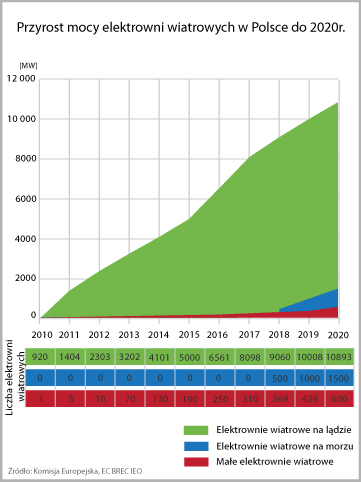 Przyrost mocy elektrowni wiatrowych w Polsce do 2020r.
[MW]
12 000
10 000
8 000
6 000
4000
2000
0
2010 2011 2012 2013 2014 2015 2016 2017 2018 2019 2020
Liczba elektrowni
wiatrowych
920 1404 2303 3202 4101 5000 6561 8098 9060 10008 10893
0 0 0 0 0 0 0 0 500 1000 1500
1 5 10 70 130 190 250 310 369 429 600
Elektrownie wiatrowe na lądzie
Elektrownie wiatrowe na morzu
Małe elektrownie wiatrowe
Źródło: Komisja Europejska, EC BREC IEO